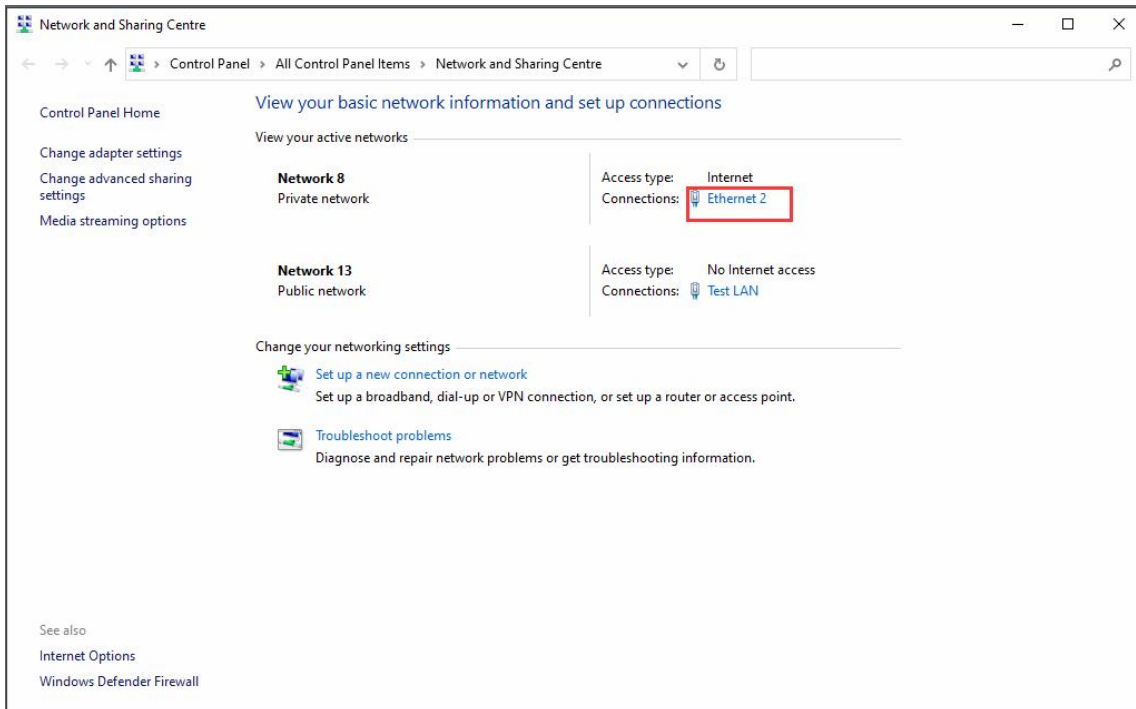 Network and Sharing Centre
Control Panel > All Control Panel Items > Network and Sharing Centre
Control Panel Home
Change adapter settings
Change advanced sharing
settings
Media streaming options
View your basic network information and set up connections
View your active networks
Network 8
Private network
Access type: Internet
Connections: Ethernet 2
Network 13
Public network
Access type: No Internet access
Connections: Test LAN
Change your networking settings
Set up a new connection or network
Set up a broadband, dial-up or VPN connection, or set up a router or access point.
Troubleshoot problems
Diagnose and repair network problems or get troubleshooting information.
See also
Internet Options
Windows Defender Firewall